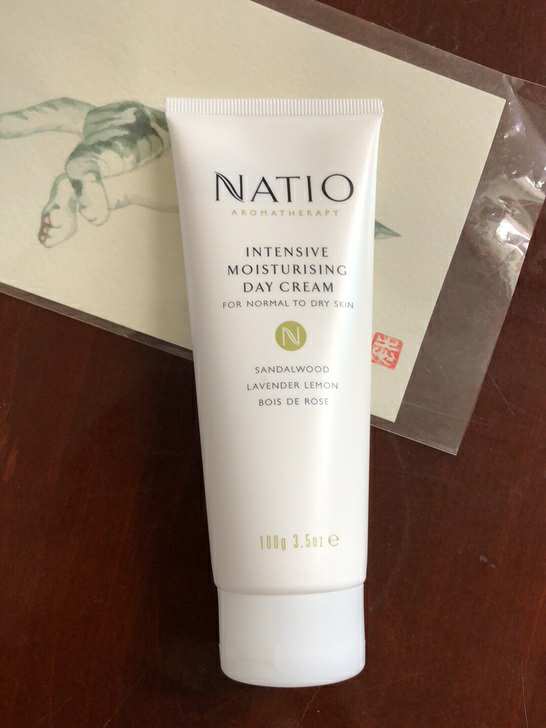 NATIO
AROMATHERAPY
INTENSIVE
MOISTURISING
DAY CREAM
FOR NORMAL TO DRY SKIN
N
SANDALWOOD
LAVENDER LEMON
BOIS DE ROSE
100g 3.5oz ℮